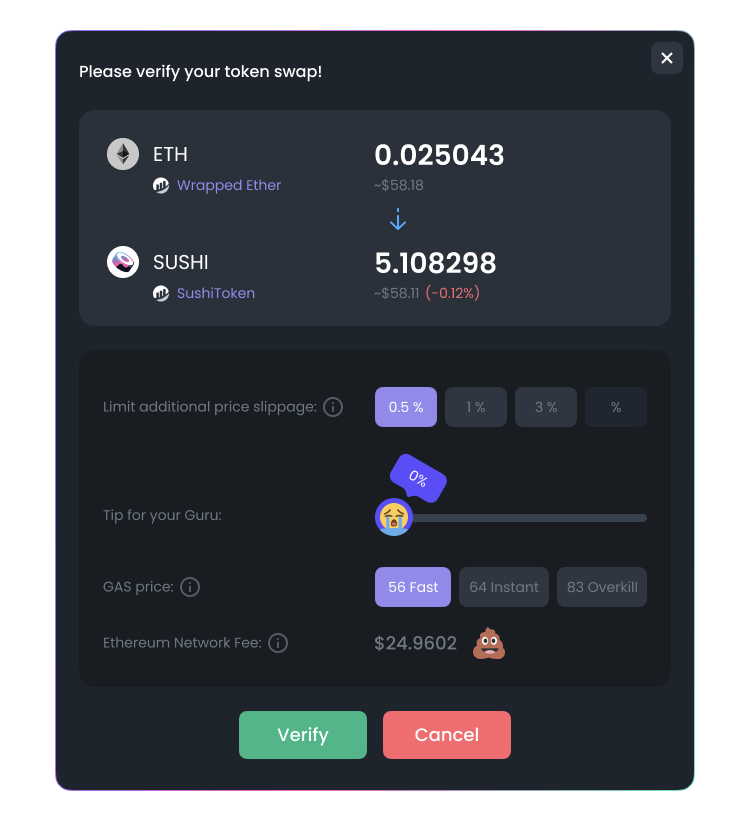 Please verify your token swap!
ETH 0.025043
Wrapped Ether ~$58.18
SUSHI 5.108298
SushiToken ~$58.11 (-0.12%)
Limit additional price slippage: 0.5 % 1 % 3 % %
0%
Tip for your Guru:
GAS price: 56 Fast 64 Instant 83 Overkill
Ethereum Network Fee: $24.9602
Verify Cancel